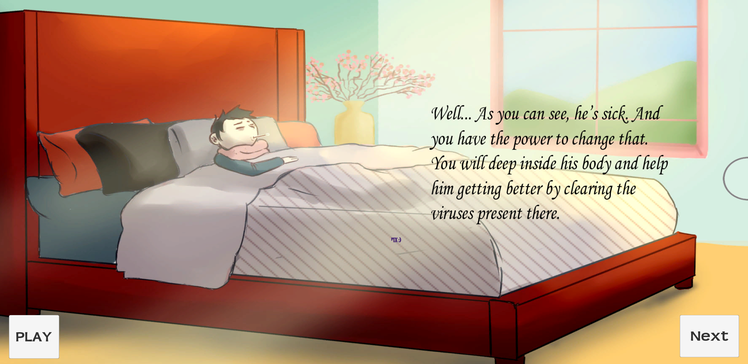 Well... As you can see, he's sick. And
you have the power to change that.
You will deep inside his body and help
him getting better by clearing the
viruses present there.
PLAY
Next